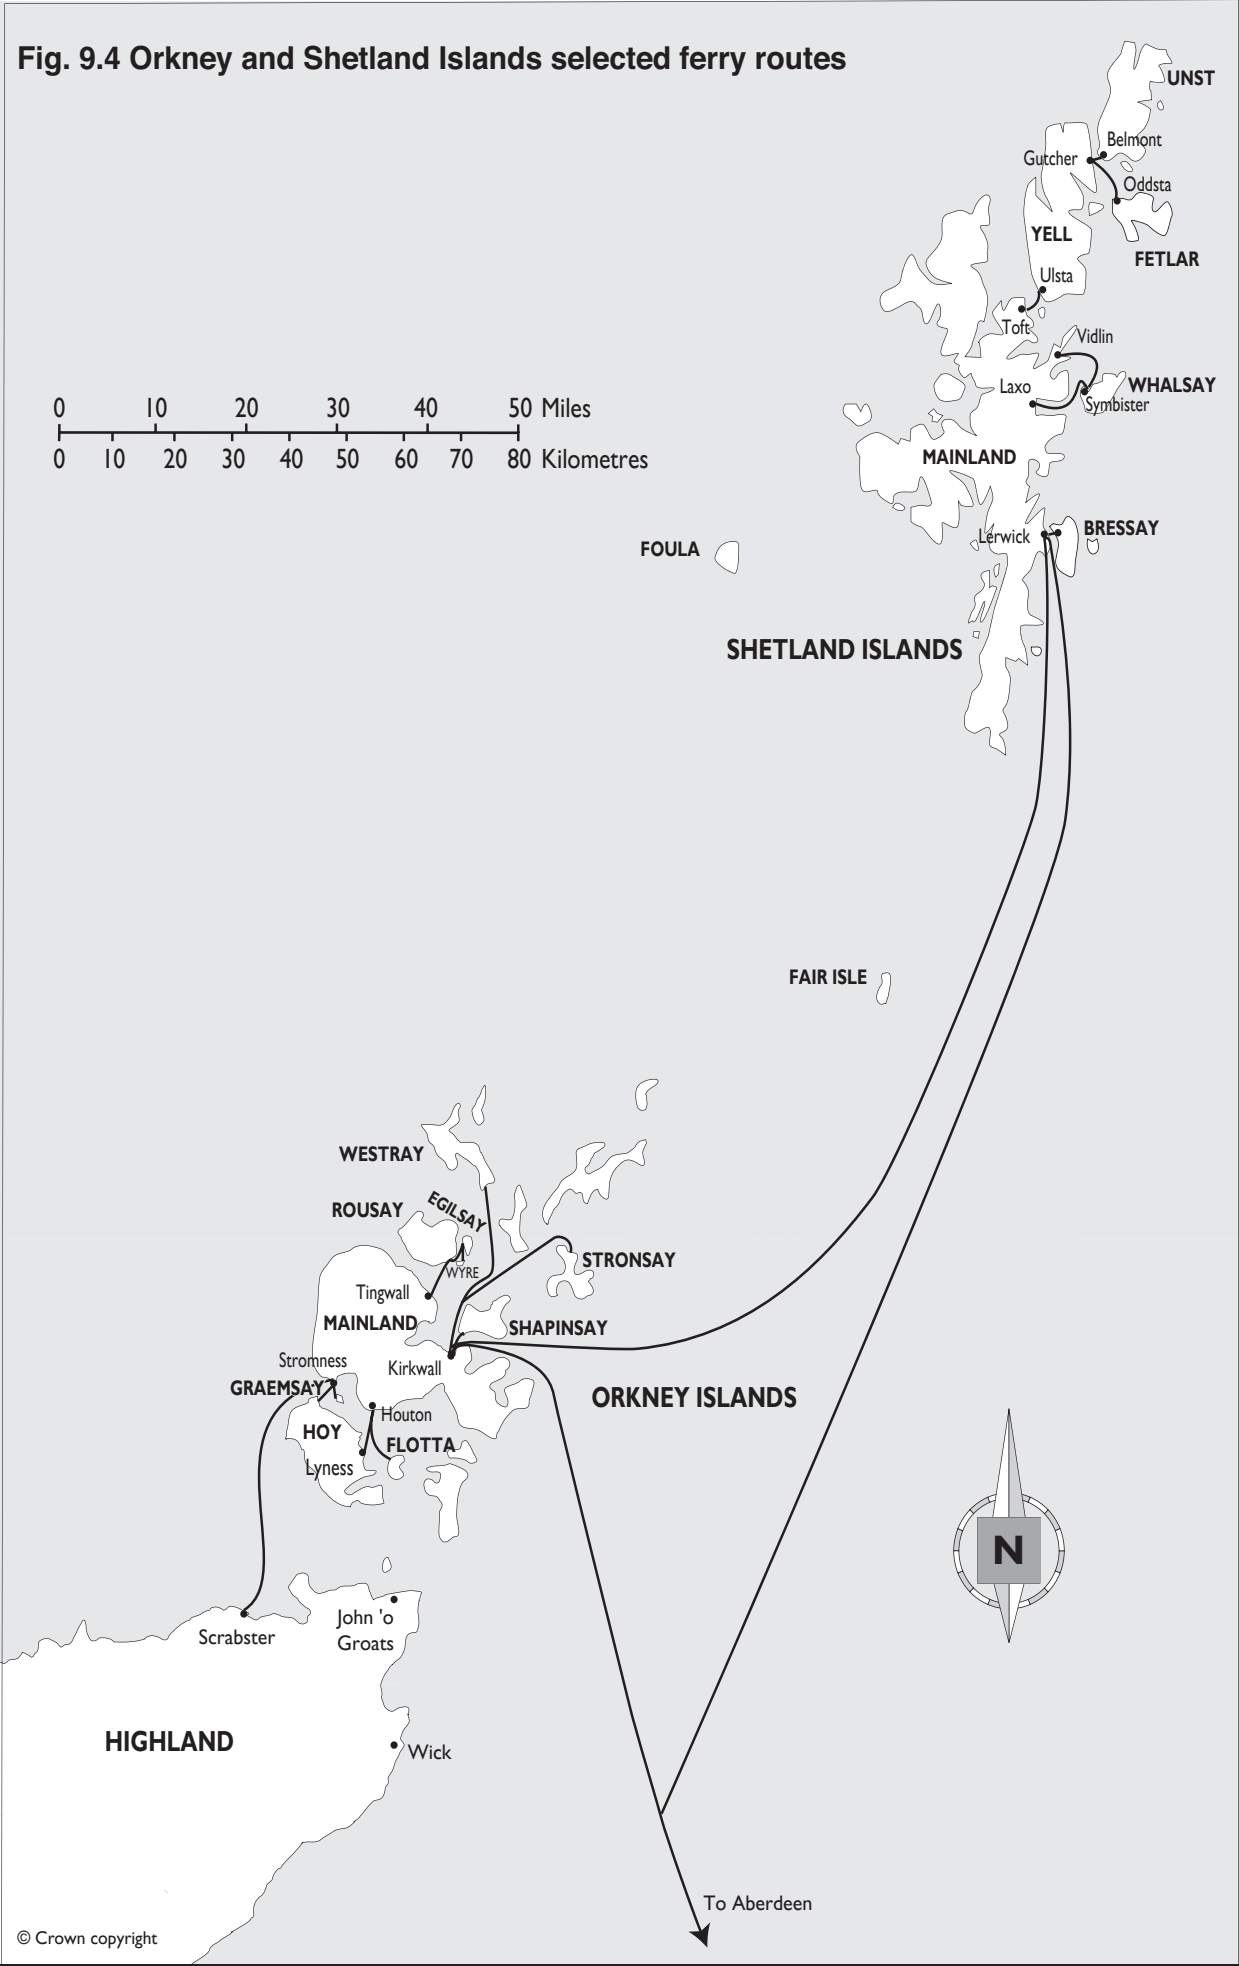 Fig. 9.4 Orkney and Shetland Islands selected ferry routes
UNST
Belmont
Gutcher
Oddsta
YELL
FETLAR
Ulsta
Toft
Vidlin
Laxo
WHALSAY
Symbister
0 10 20 30 40 50 Miles
0 10 20 30 40 50 60 70 80 Kilometres
MAINLAND
BRESSAY
Lerwick
FOULA
SHETLAND ISLANDS
FAIR ISLE
WESTRAY
EGILSAY
ROUSAY
STRONSAY
WYRE
Tingwall
MAINLAND
SHAPINSAY
Stromness
Kirkwall
GRAEMSAY
ORKNEY ISLANDS
Houton
HOY
FLOTTA
Lyness
N
John 'o
Groats
Scrabster
HIGHLAND
Wick
To Aberdeen
© Crown copyright